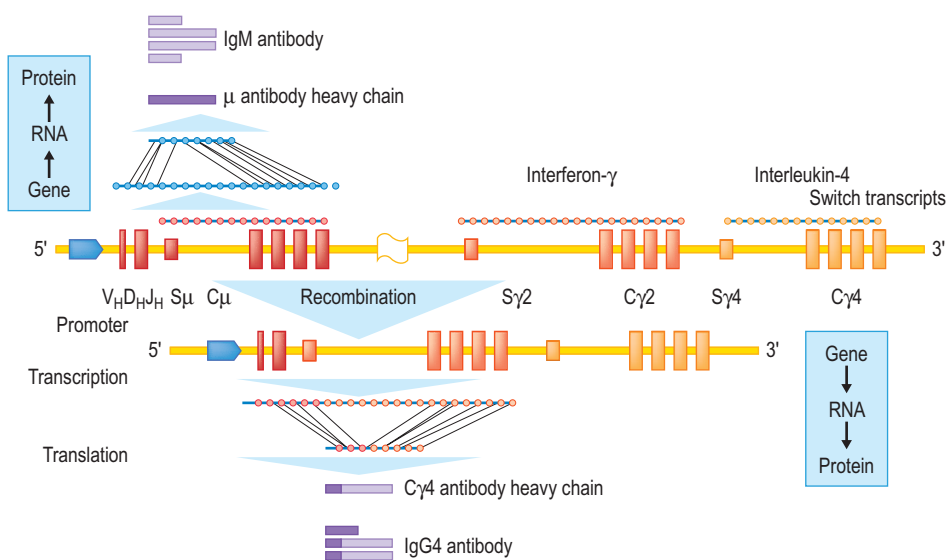 IgM antibody
μ antibody heavy chain
Protein
RNA
Gene
Interferon-γ
Interleukin-4
Switch transcripts
5'
3'
V_HD_HJ_H Sμ Cμ Recombination Sγ2 Cγ2 Sγ4 Cγ4
Promoter
5'
3'
Transcription
Translation
Gene
RNA
Protein
Cγ4 antibody heavy chain
IgG4 antibody